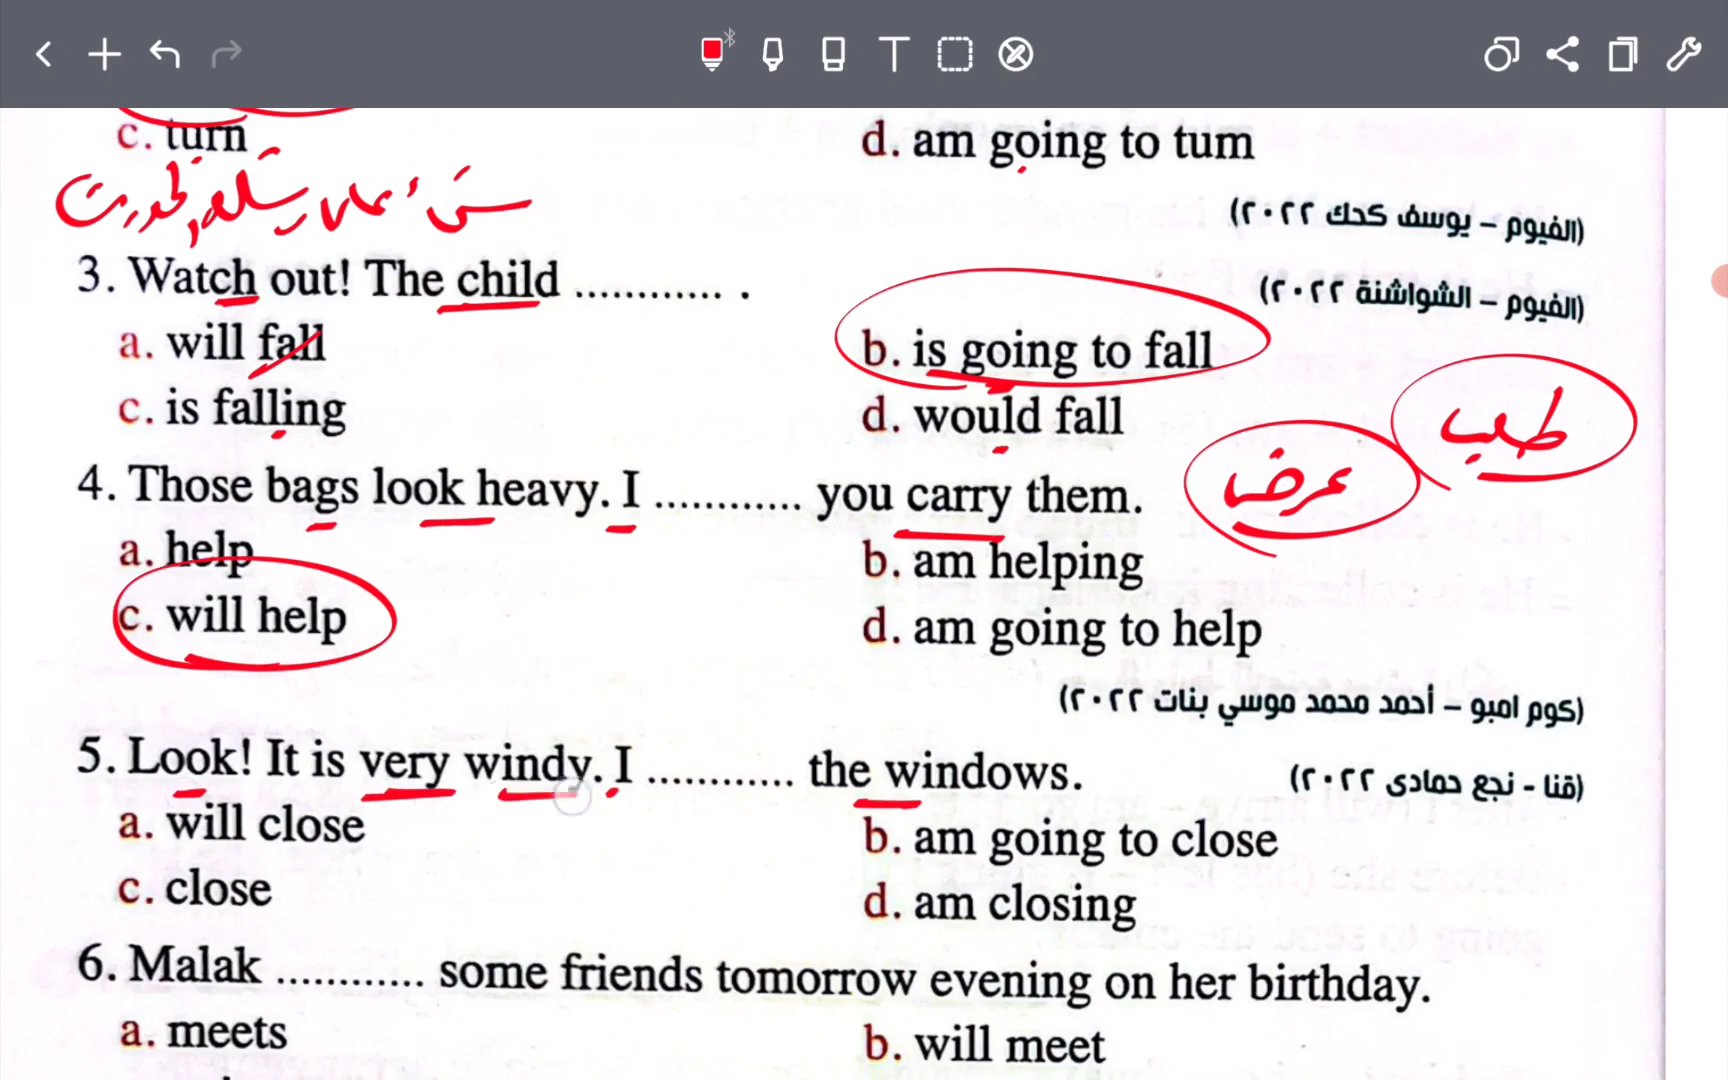 c. turn
d. am going to tum
(الفيوم – يوسف كحك ٢٠٢٢)
3. Watch out! The child ............ .
(الفيوم – الشواشنة ٢٠٢٢)
a. will fall
b. is going to fall
c. is falling
d. would fall
طلب
عرض
4. Those bags look heavy. I ............ you carry them.
a. help
b. am helping
c. will help
d. am going to help
(كوم امبو – أحمد محمد موسي بنات ٢٠٢٢)
5. Look! It is very windy. I ............ the windows.
(قنا - نجع حمادى ٢٠٢٢)
a. will close
b. am going to close
c. close
d. am closing
6. Malak ............ some friends tomorrow evening on her birthday.
a. meets
b. will meet